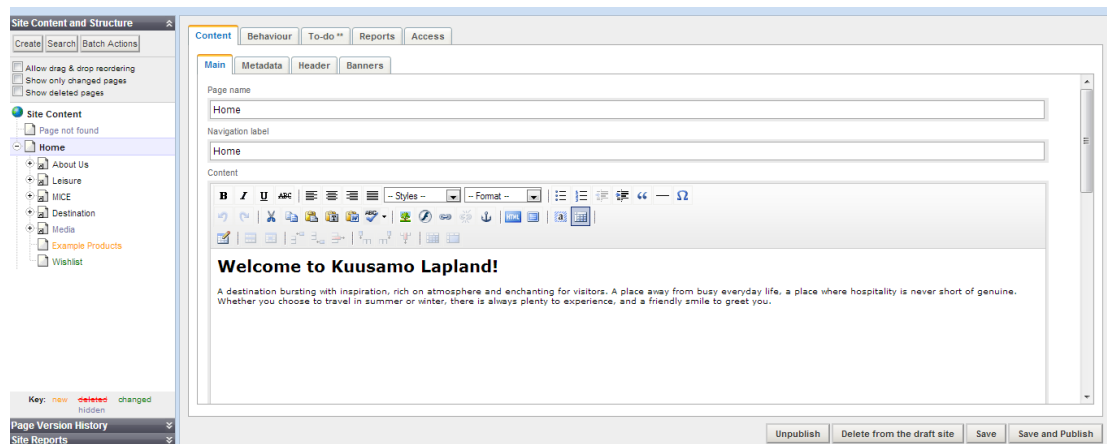 Site Content and Structure
Create Search Batch Actions
Allow drag & drop reordering
Show only changed pages
Show deleted pages
Site Content
Page not found
Home
About Us
Leisure
MICE
Destination
Media
Example Products
Wishlist
Key: new deleted changed
hidden
Page Version History
Site Reports
Content Behaviour To-do ** Reports Access
Main Metadata Header Banners
Page name
Home
Navigation label
Home
Content
B I U ABC -- Styles -- -- Format -- “ — Ω
HTML
Welcome to Kuusamo Lapland!
A destination bursting with inspiration, rich on atmosphere and enchanting for visitors. A place away from busy everyday life, a place where hospitality is never short of genuine.
Whether you choose to travel in summer or winter, there is always plenty to experience, and a friendly smile to greet you.
Unpublish Delete from the draft site Save Save and Publish